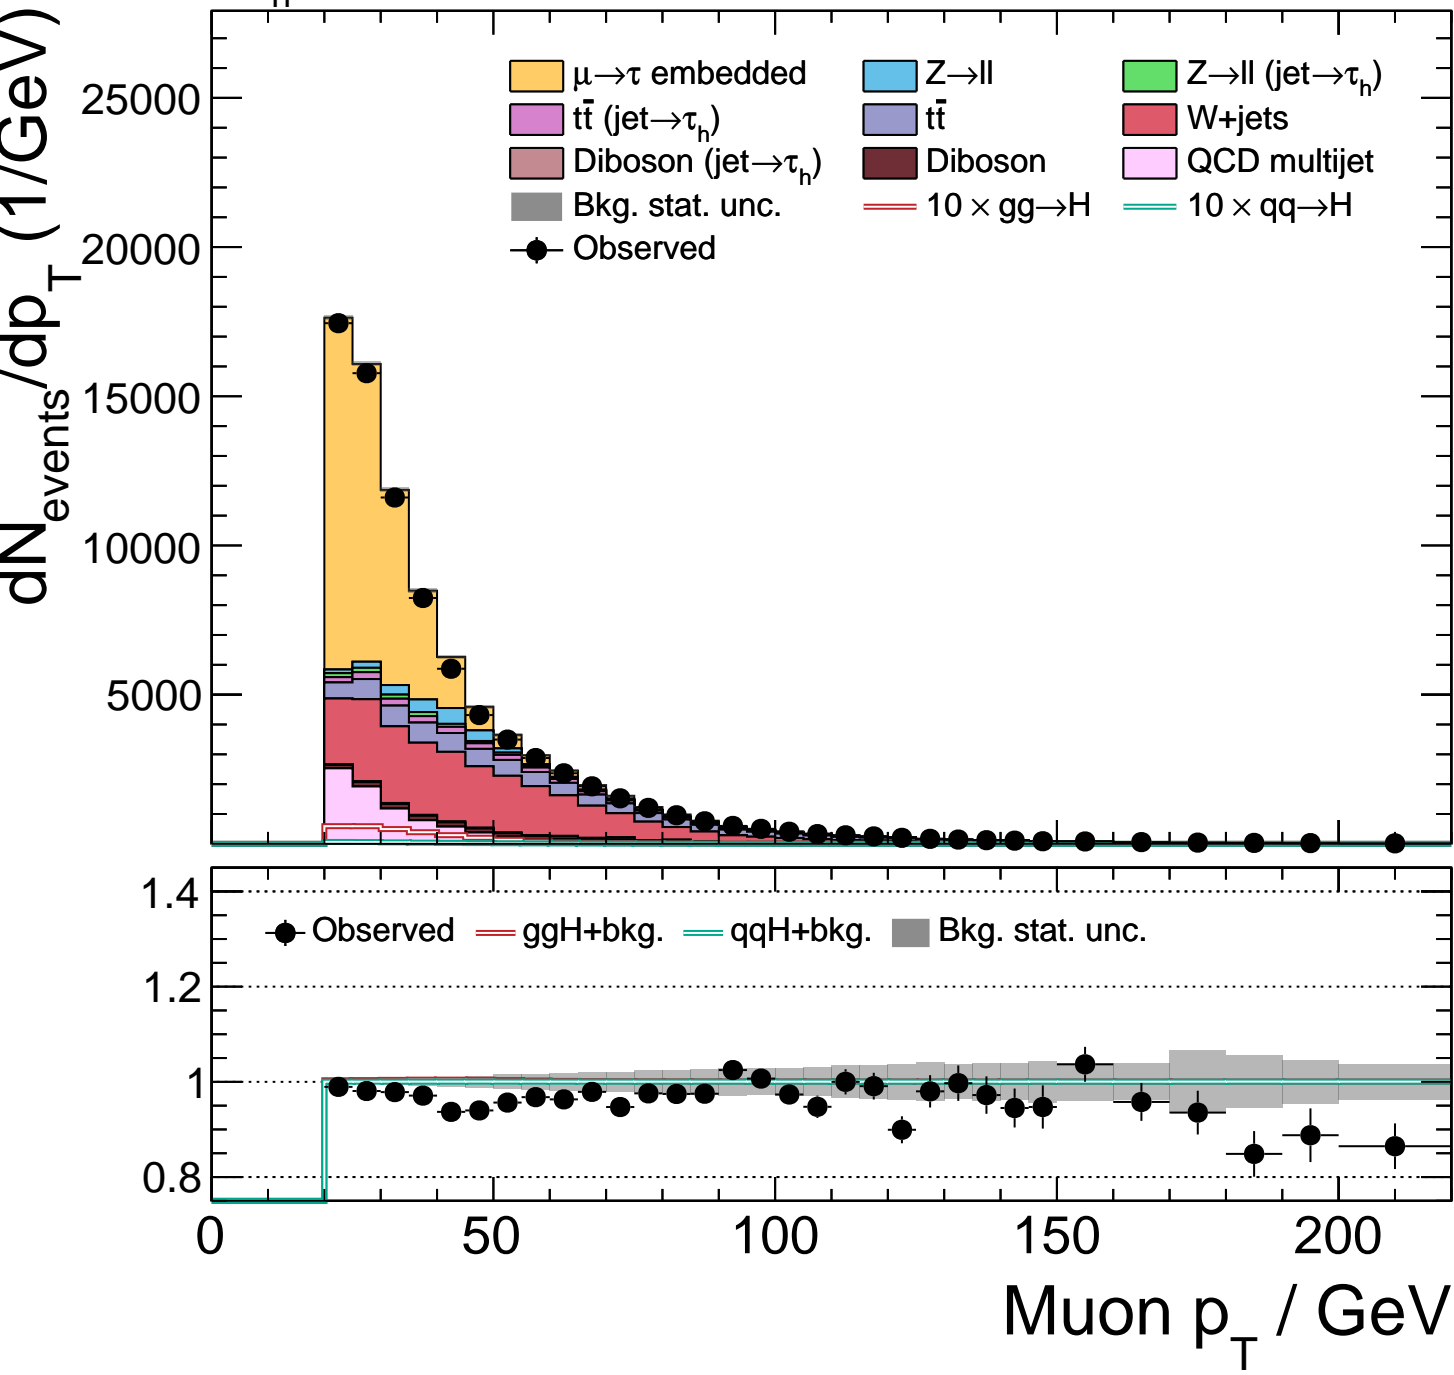 dN_events/dp_T (1/GeV)
25000
20000
15000
10000
5000
μ→τ embedded
Z→ll
Z→ll (jet→τ_h)
tt̄ (jet→τ_h)
tt̄
W+jets
Diboson (jet→τ_h)
Diboson
QCD multijet
Bkg. stat. unc.
10 × gg→H
10 × qq→H
Observed
1.4
1.2
1
0.8
Observed
ggH+bkg.
qqH+bkg.
Bkg. stat. unc.
0
50
100
150
200
Muon p_T / GeV